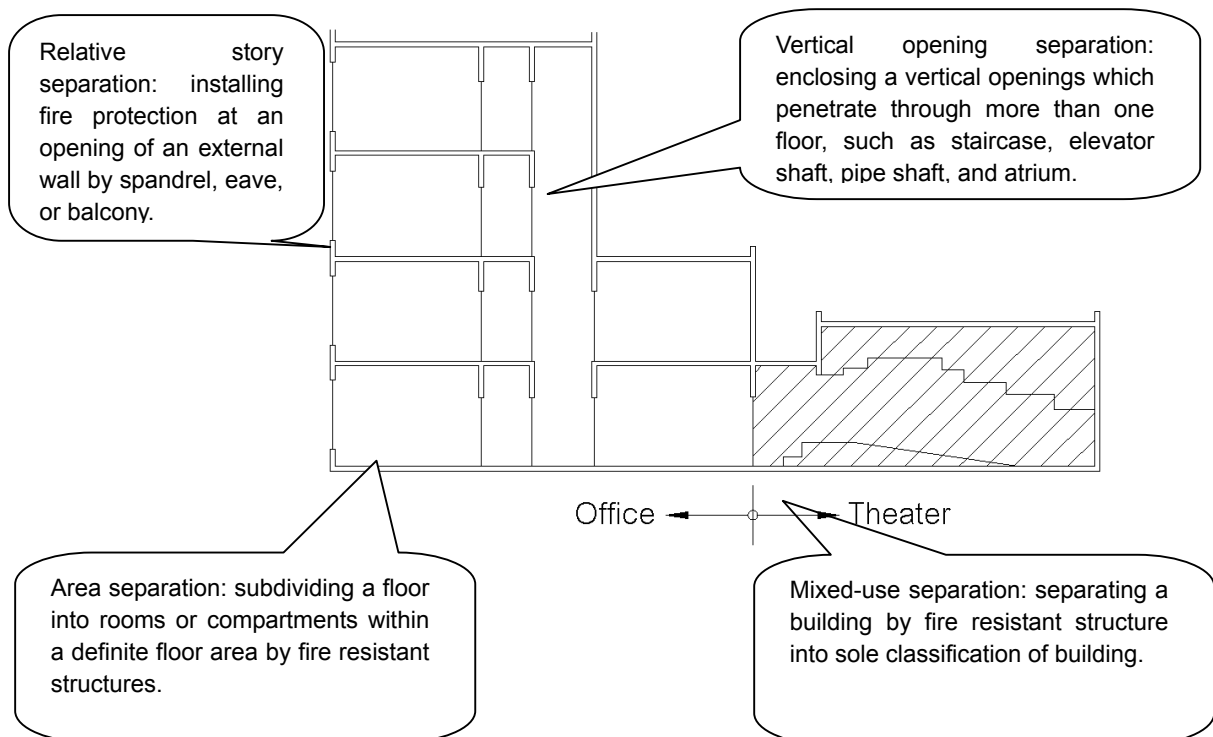 Relative story
separation: installing
fire protection at an
opening of an external
wall by spandrel, eave,
or balcony.
Vertical opening separation:
enclosing a vertical openings which
penetrate through more than one
floor, such as staircase, elevator
shaft, pipe shaft, and atrium.
Office
Theater
Area separation: subdividing a floor
into rooms or compartments within
a definite floor area by fire resistant
structures.
Mixed-use separation: separating a
building by fire resistant structure
into sole classification of building.